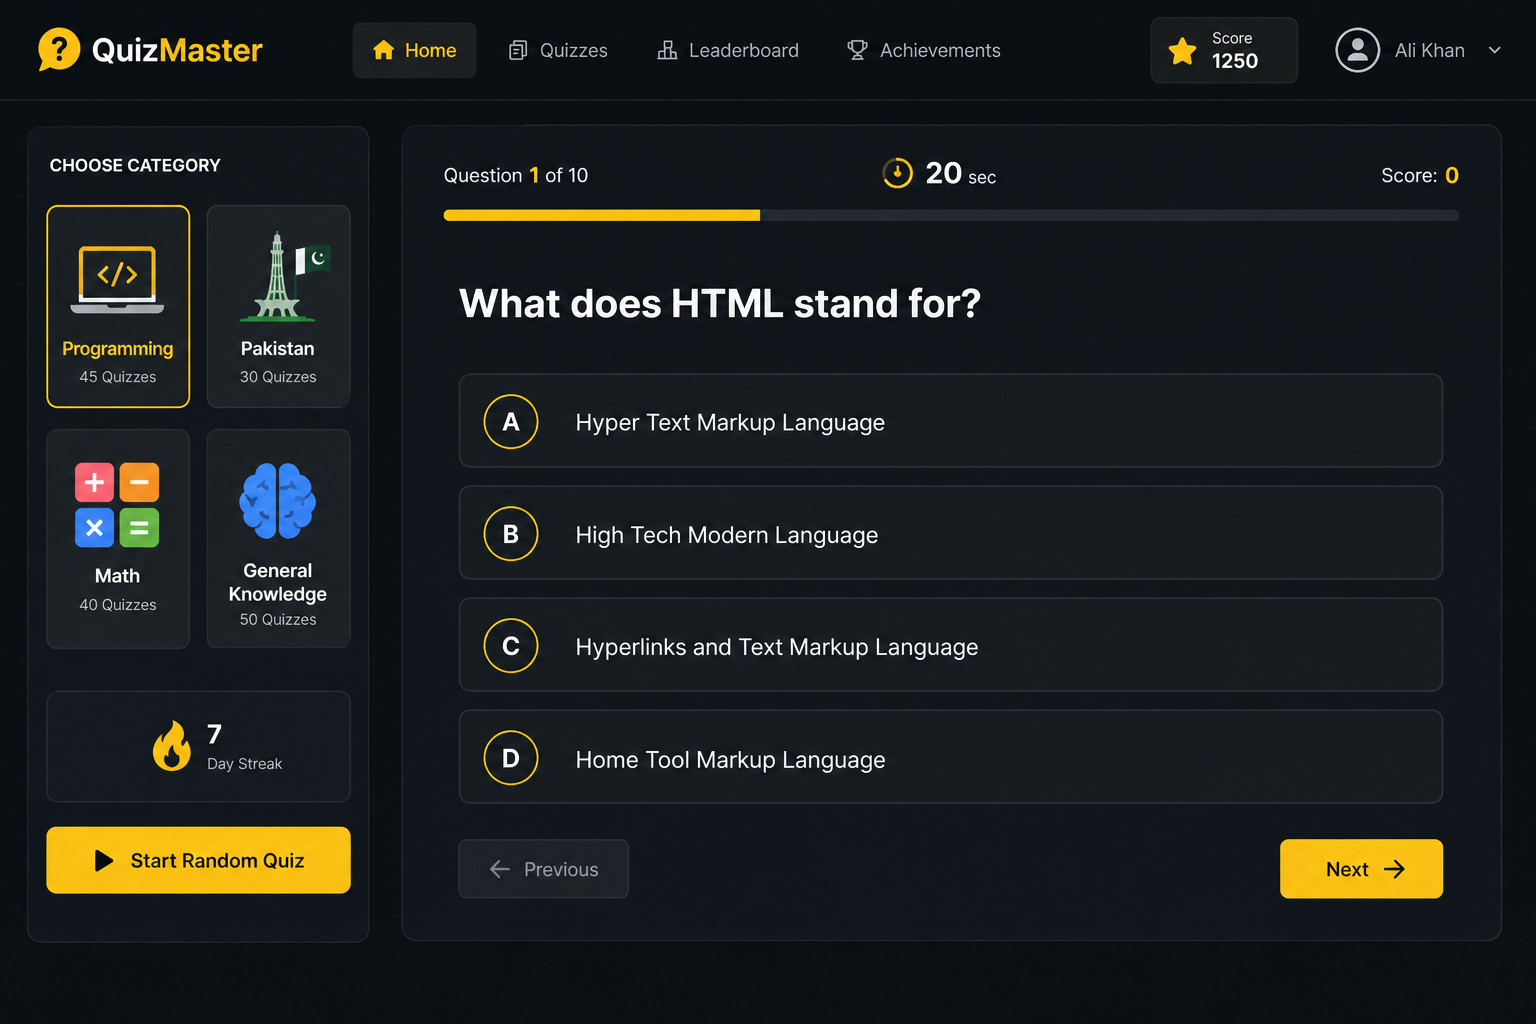 QuizMaster
Home
Quizzes
Leaderboard
Achievements
Score
1250
Ali Khan
CHOOSE CATEGORY
</>
Programming
45 Quizzes
Pakistan
30 Quizzes
Math
40 Quizzes
General
Knowledge
50 Quizzes
7
Day Streak
Start Random Quiz
Question 1 of 10
20 sec
Score: 0
What does HTML stand for?
A
Hyper Text Markup Language
B
High Tech Modern Language
C
Hyperlinks and Text Markup Language
D
Home Tool Markup Language
Previous
Next